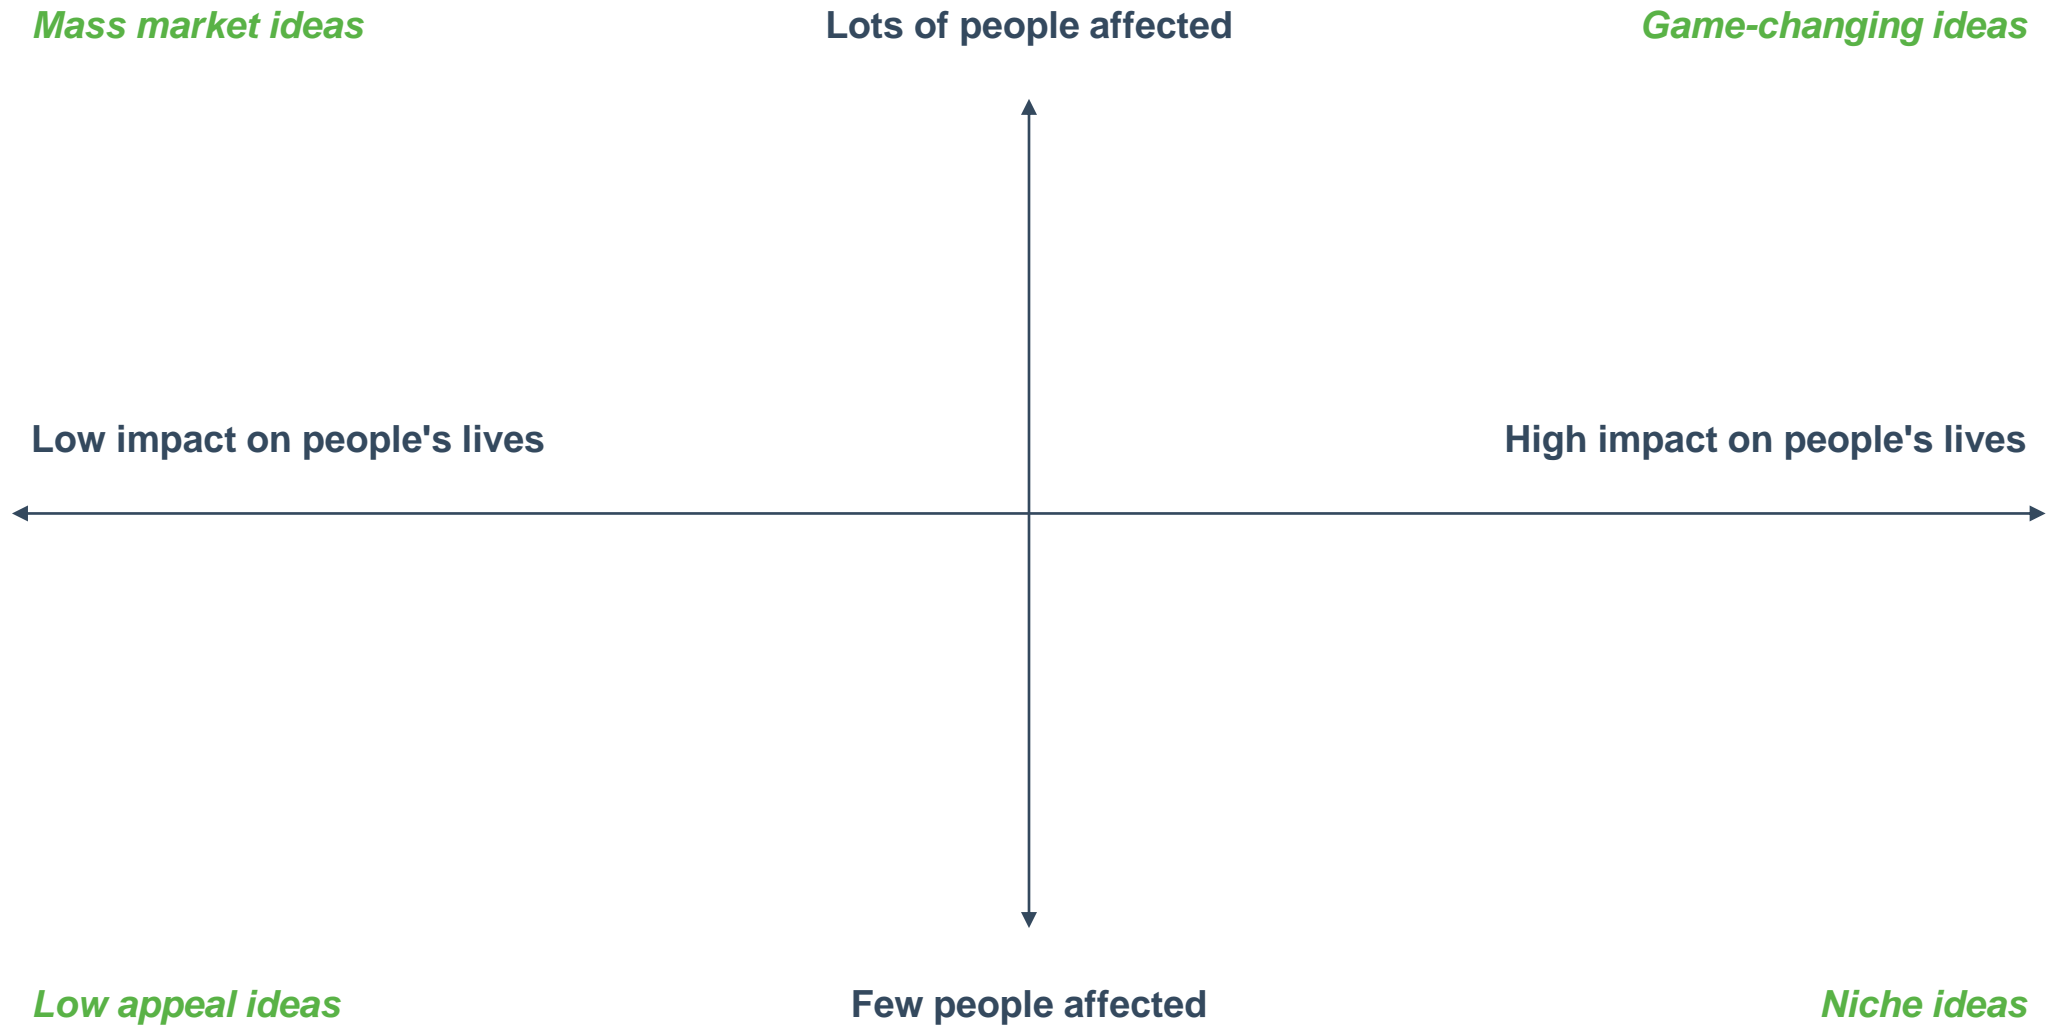 Mass market ideas
Lots of people affected
Game-changing ideas
Low impact on people's lives
High impact on people's lives
Low appeal ideas
Few people affected
Niche ideas